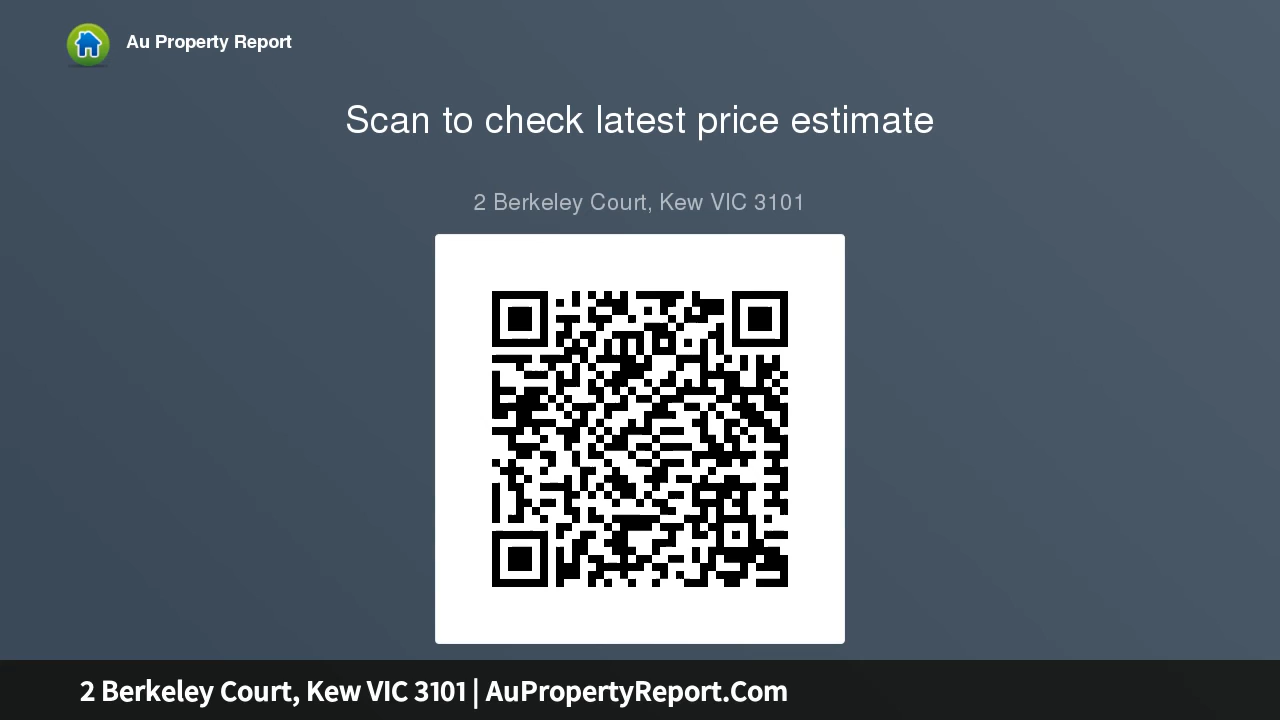 Au Property Report
Scan to check latest price estimate
2 Berkeley Court, Kew VIC 3101
2 Berkeley Court, Kew VIC 3101 | AuPropertyReport.Com